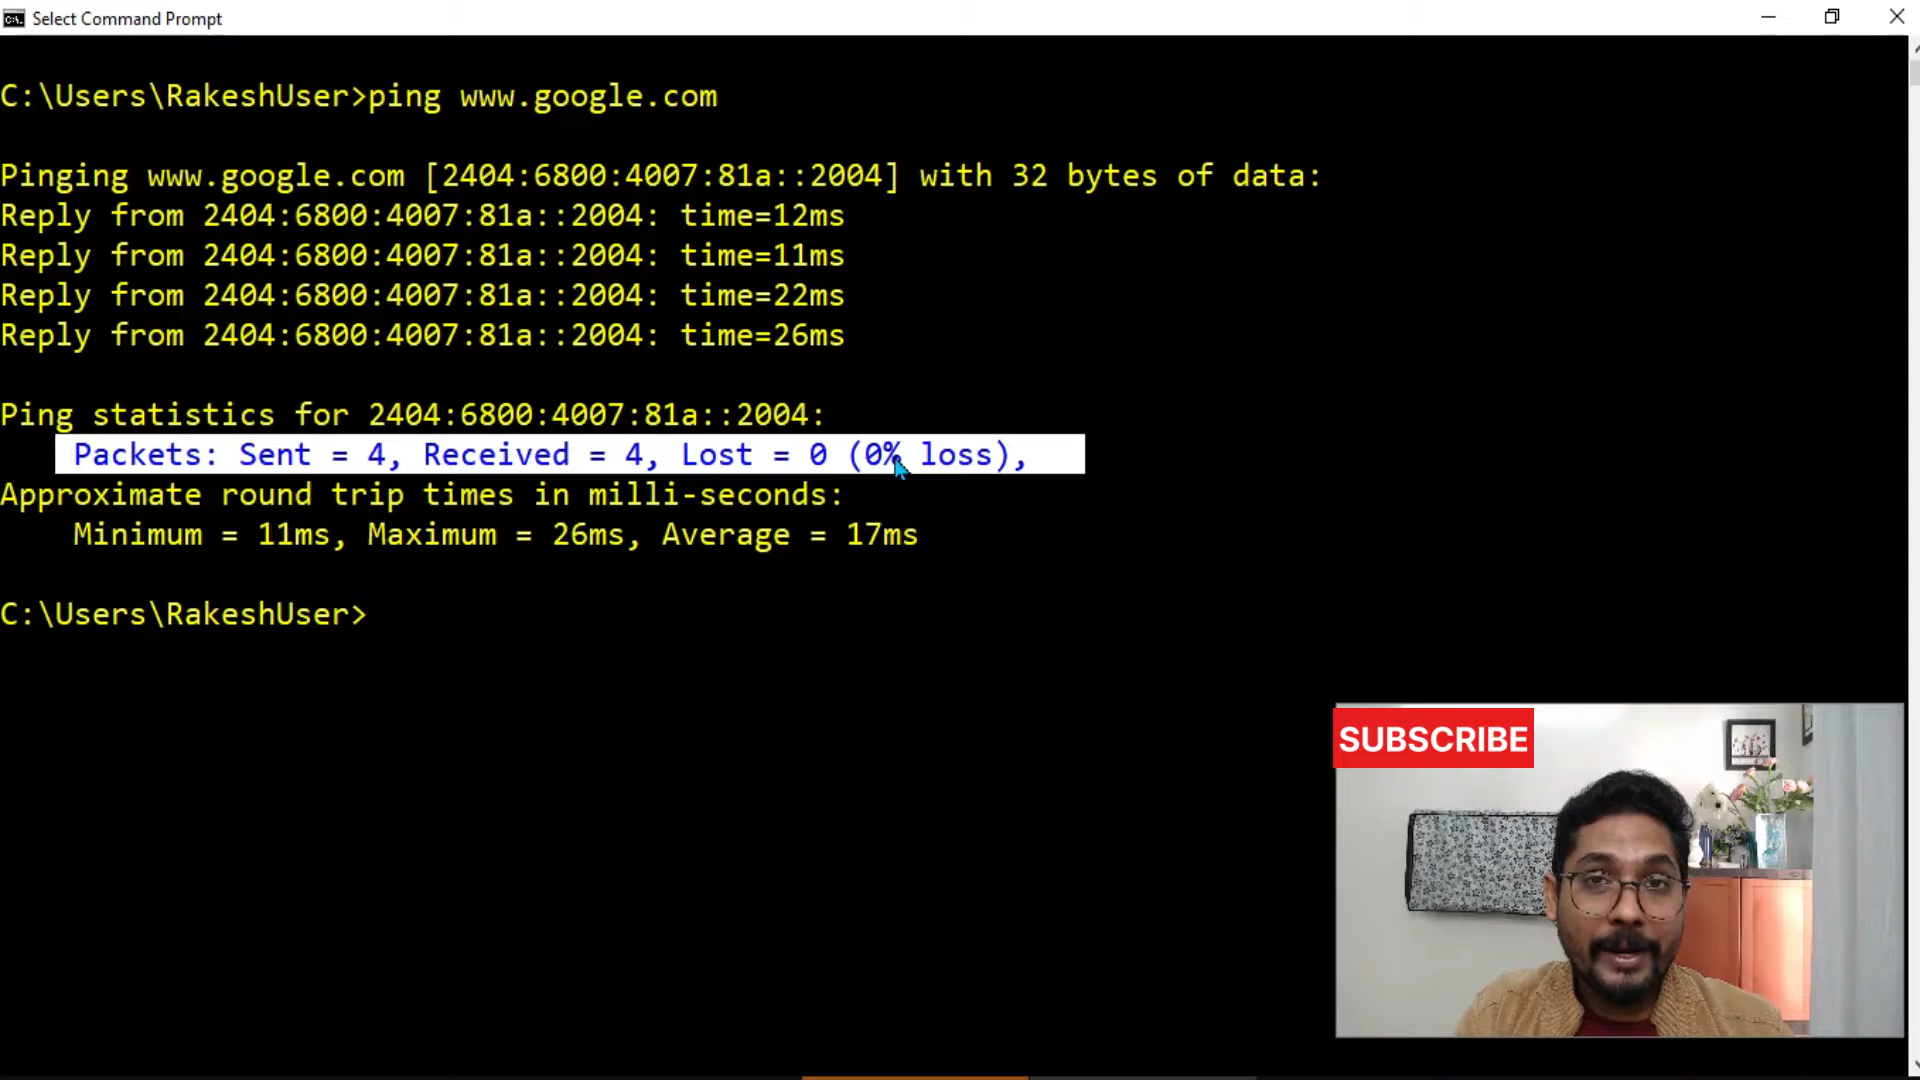 Select Command Prompt
C:\Users\RakeshUser>ping www.google.com
Pinging www.google.com [2404:6800:4007:81a::2004] with 32 bytes of data:
Reply from 2404:6800:4007:81a::2004: time=12ms
Reply from 2404:6800:4007:81a::2004: time=11ms
Reply from 2404:6800:4007:81a::2004: time=22ms
Reply from 2404:6800:4007:81a::2004: time=26ms
Ping statistics for 2404:6800:4007:81a::2004:
Packets: Sent = 4, Received = 4, Lost = 0 (0% loss),
Approximate round trip times in milli-seconds:
Minimum = 11ms, Maximum = 26ms, Average = 17ms
C:\Users\RakeshUser>
SUBSCRIBE